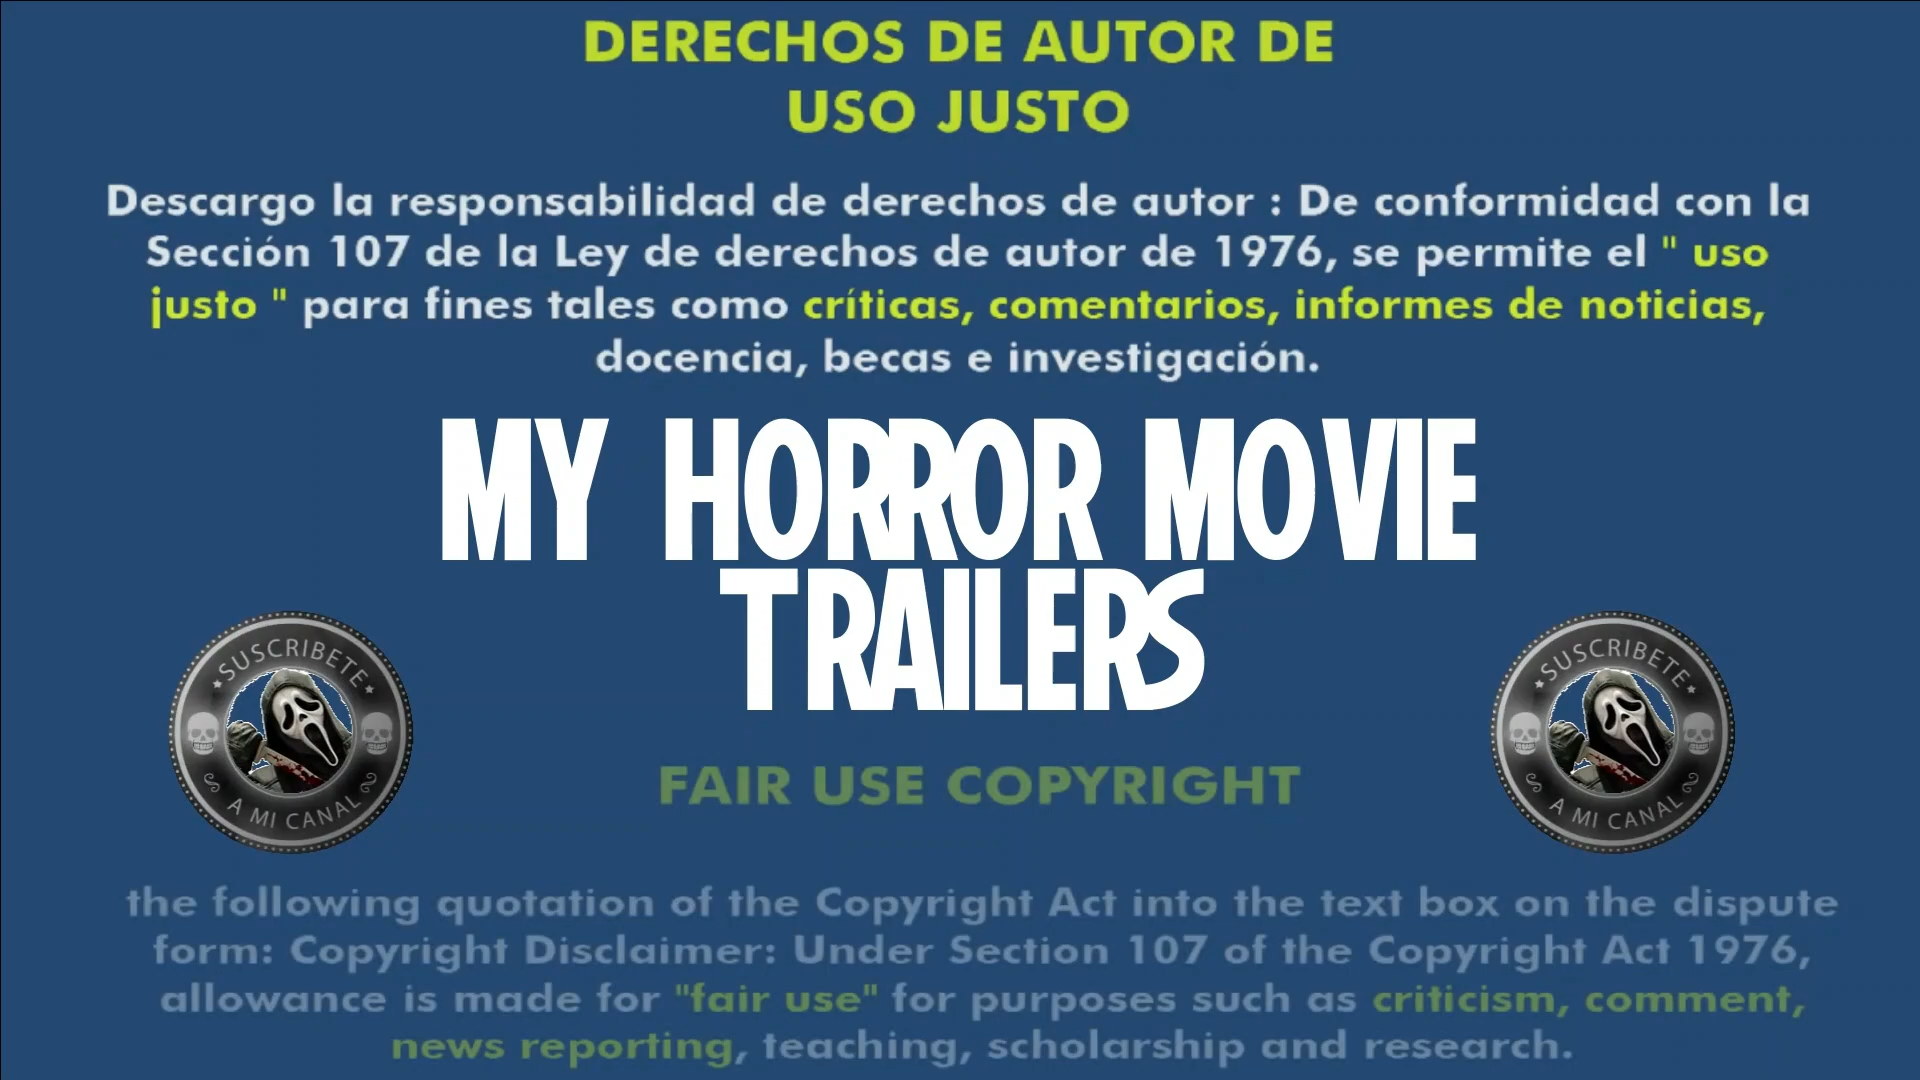 DERECHOS DE AUTOR DE
USO JUSTO
Descargo la responsabilidad de derechos de autor : De conformidad con la
Sección 107 de la Ley de derechos de autor de 1976, se permite el " uso
justo " para fines tales como críticas, comentarios, informes de noticias,
docencia, becas e investigación.
MY HORROR MOVIE
TRAILERS
SUSCRIBETE
A MI CANAL
SUSCRIBETE
A MI CANAL
FAIR USE COPYRIGHT
the following quotation of the Copyright Act into the text box on the dispute
form: Copyright Disclaimer: Under Section 107 of the Copyright Act 1976,
allowance is made for "fair use" for purposes such as criticism, comment,
news reporting, teaching, scholarship and research.